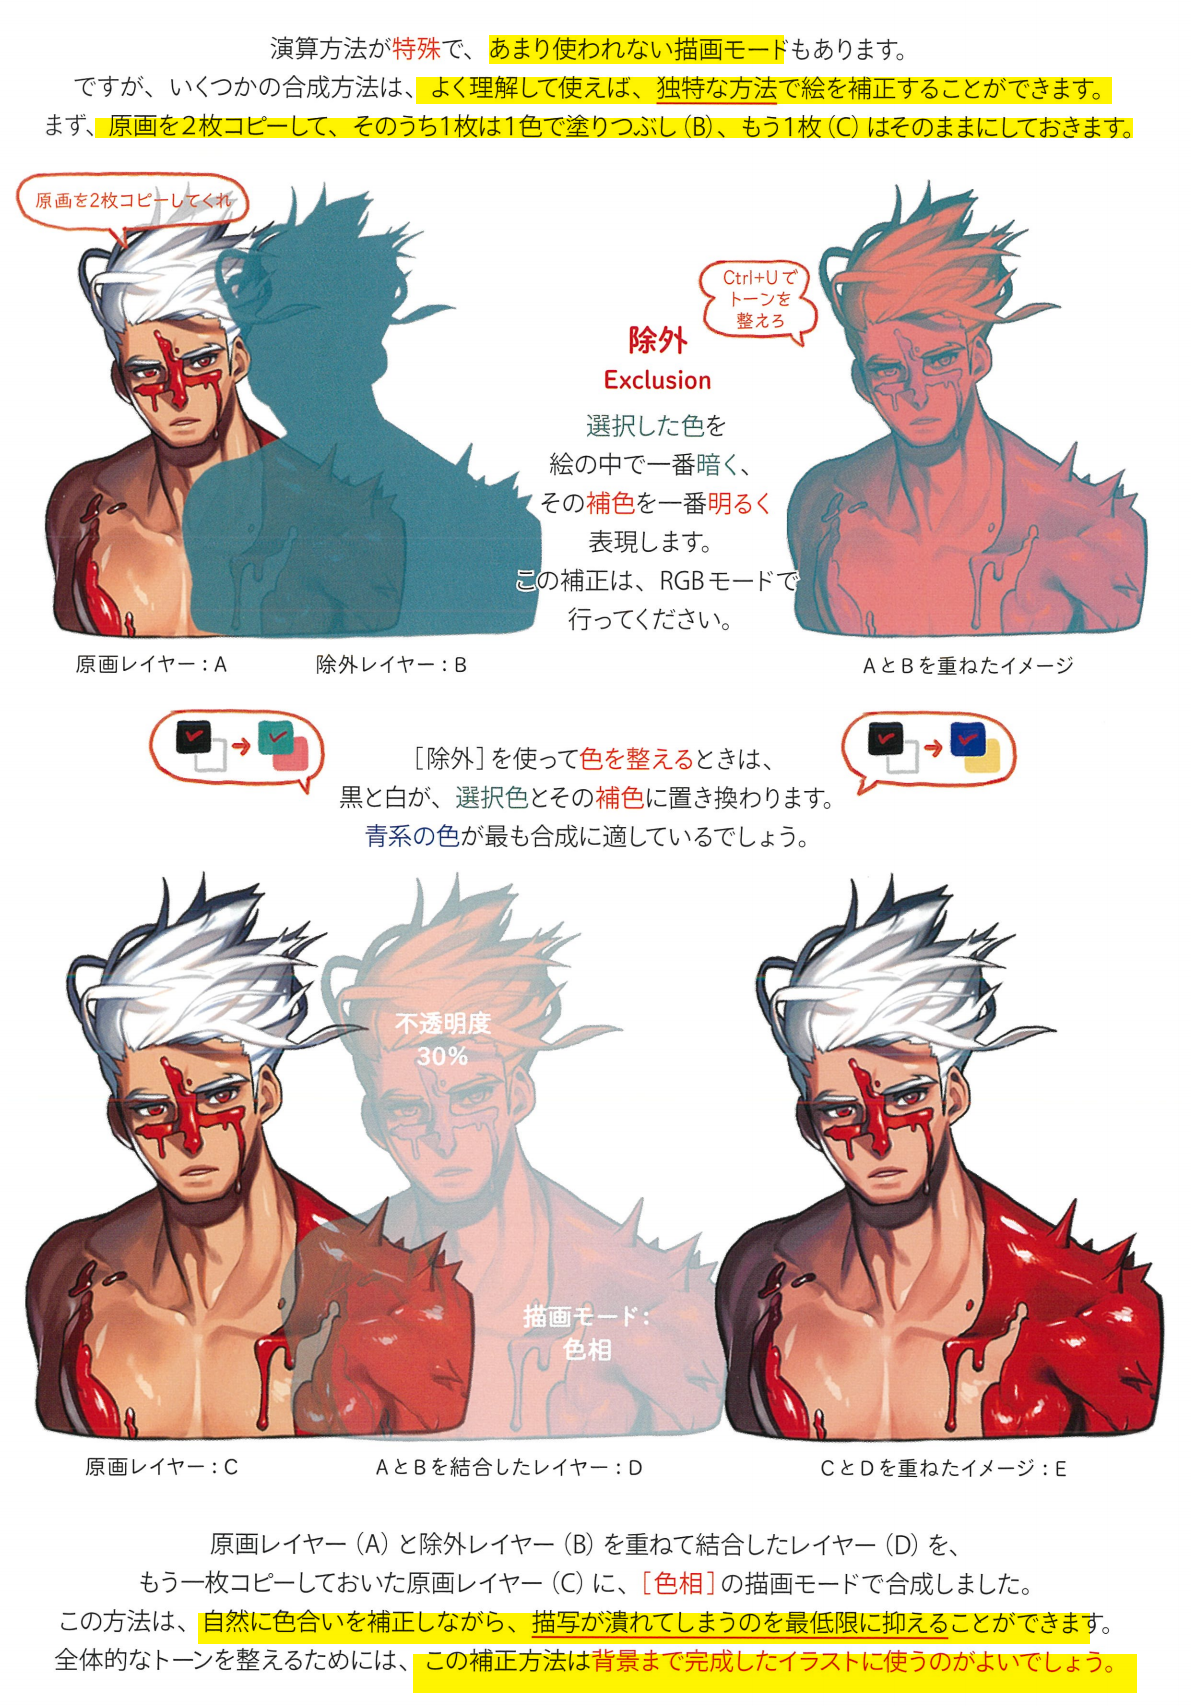 演算方法が特殊で、あまり使われない描画モードもあります。
ですが、いくつかの合成方法は、よく理解して使えば、独特な方法で絵を補正することができます。
まず、原画を2枚コピーして、そのうち1枚は1色で塗りつぶし（B）、もう1枚（C）はそのままにしておきます。
原画を2枚コピーしてくれ
Ctrl+Uで
トーンを
整えろ
除外
Exclusion
選択した色を
絵の中で一番暗く、
その補色を一番明るく
表現します。
この補正は、RGBモードで
行ってください。
原画レイヤー：A
除外レイヤー：B
AとBを重ねたイメージ
［除外］を使って色を整えるときは、
黒と白が、選択色とその補色に置き換わります。
青系の色が最も合成に適しているでしょう。
不透明度
30%
描画モード：
色相
原画レイヤー：C
AとBを結合したレイヤー：D
CとDを重ねたイメージ：E
原画レイヤー（A）と除外レイヤー（B）を重ねて結合したレイヤー（D）を、
もう一枚コピーしておいた原画レイヤー（C）に、［色相］の描画モードで合成しました。
この方法は、自然に色合いを補正しながら、描写が潰れてしまうのを最低限に抑えることができます。
全体的なトーンを整えるためには、この補正方法は背景まで完成したイラストに使うのがよいでしょう。